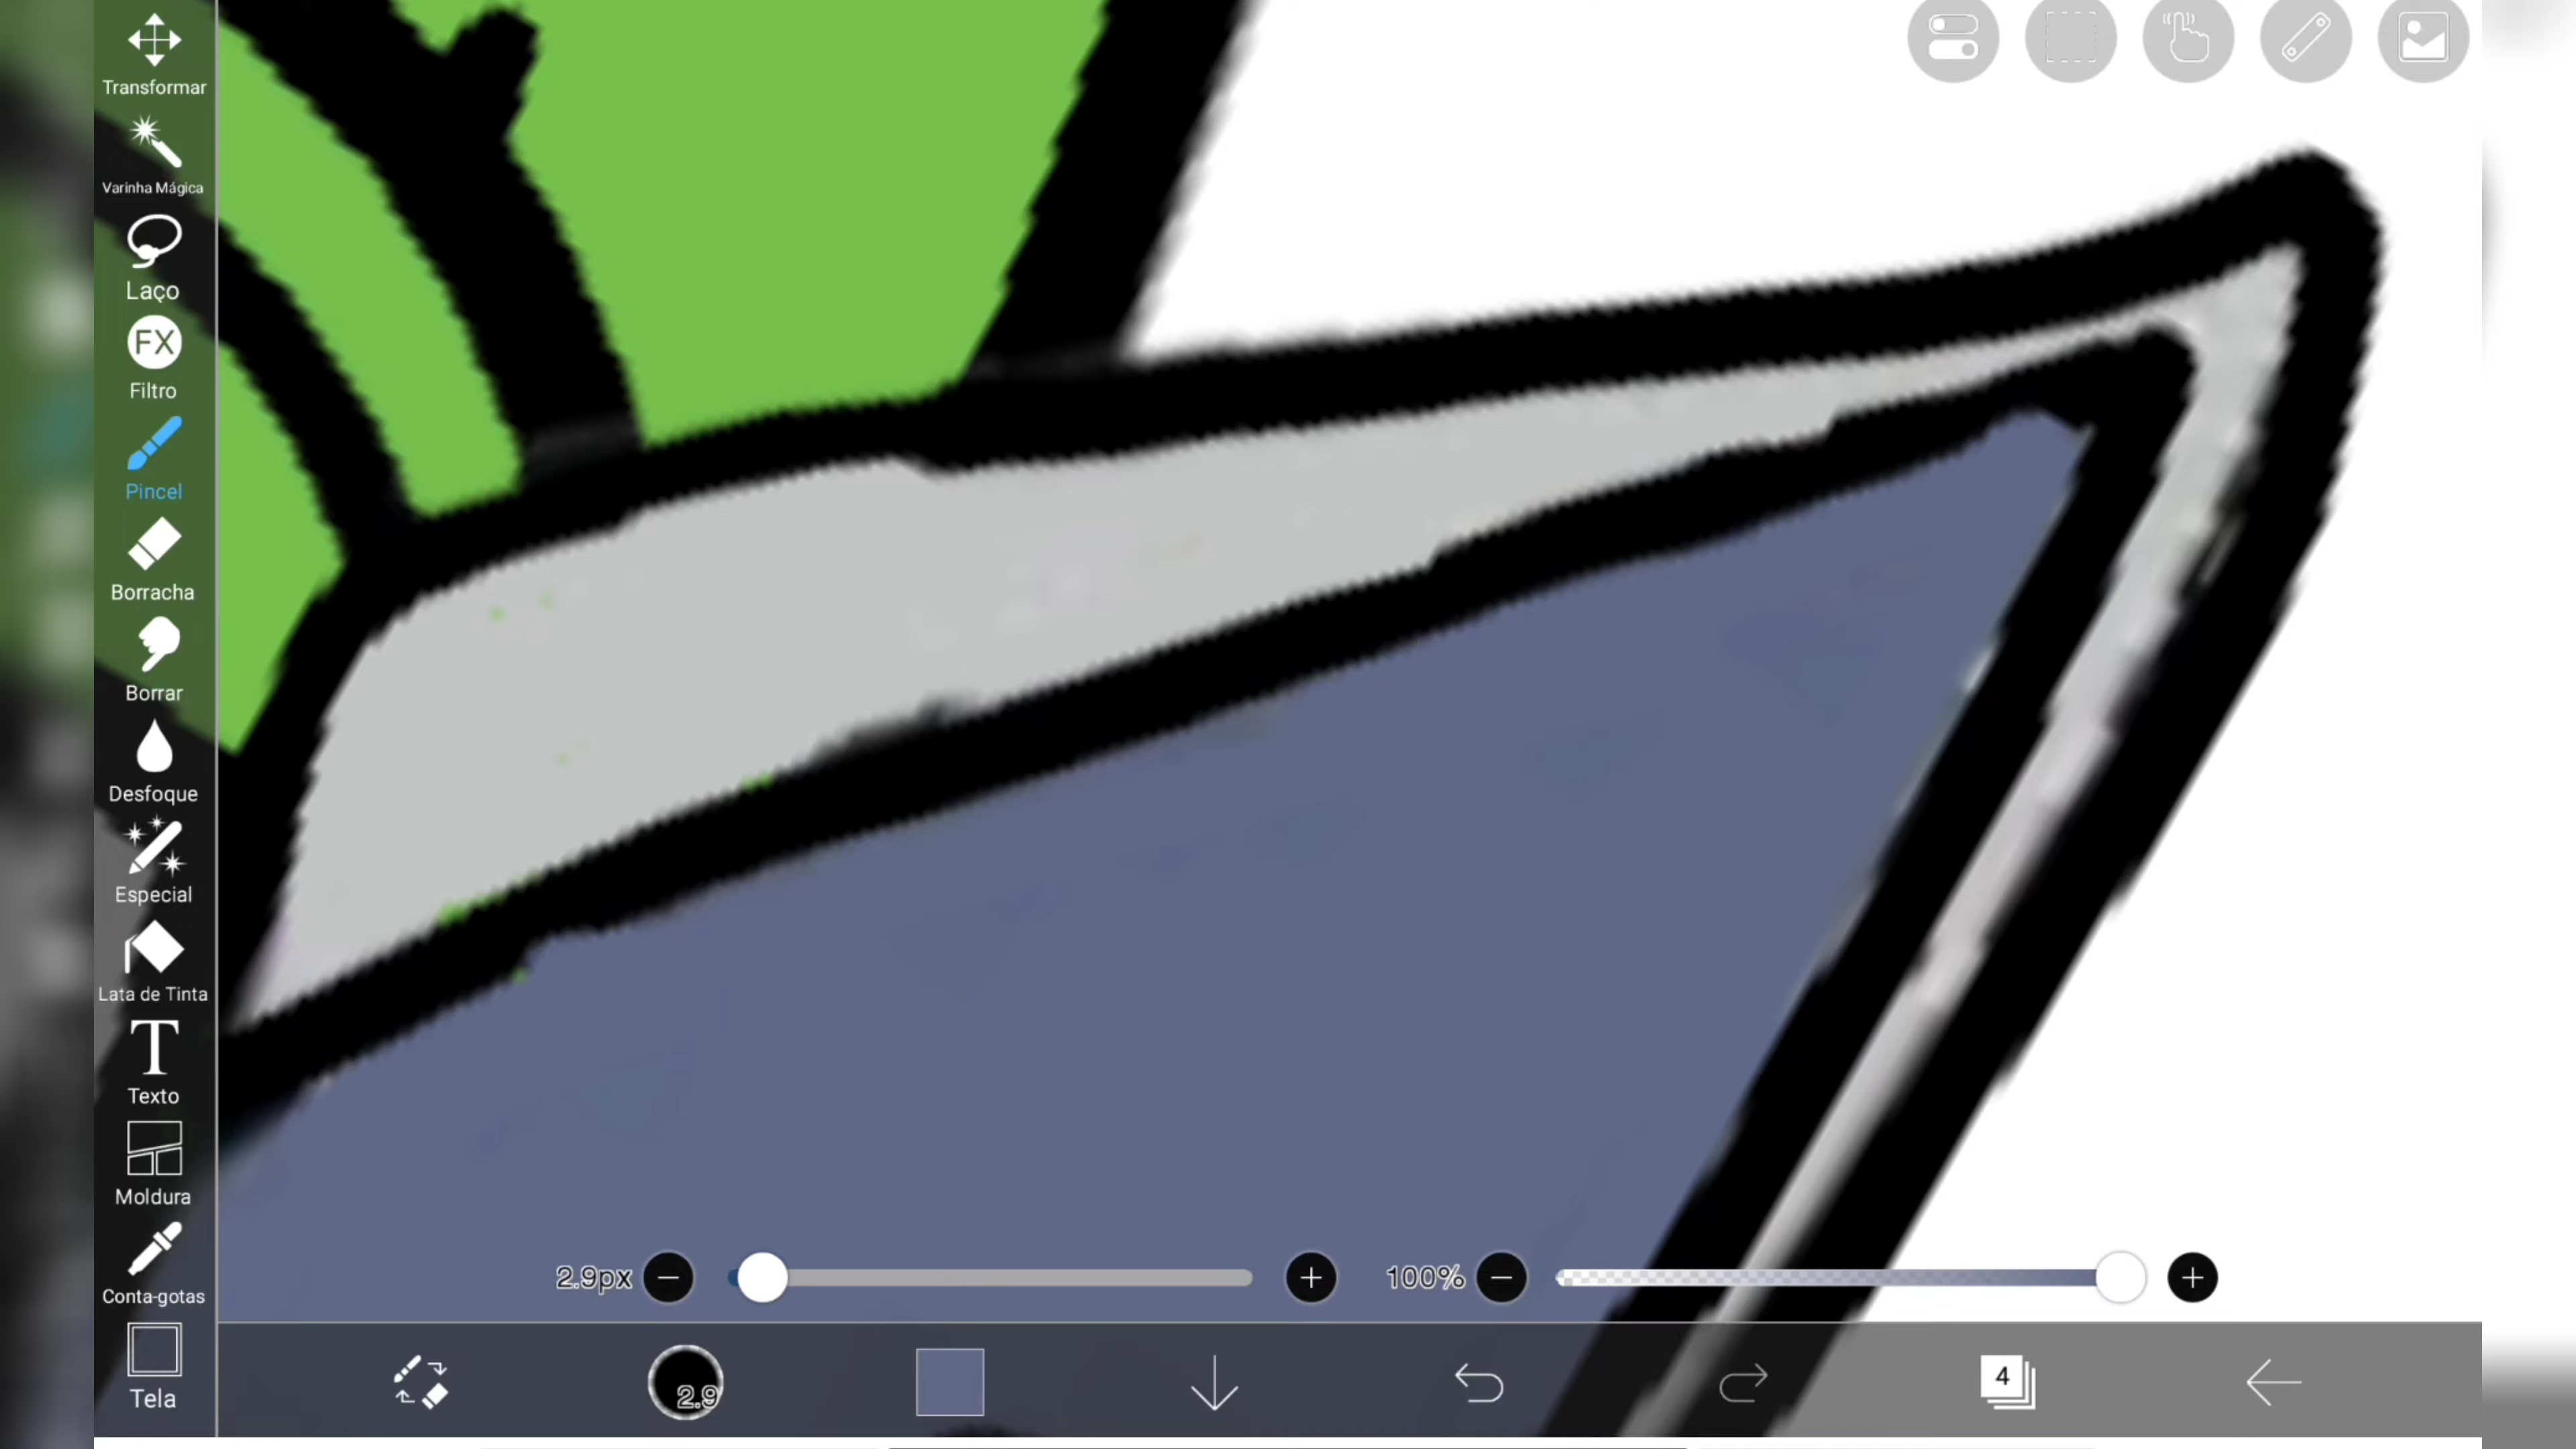 Transformar
Varinha Mágica
Laço
FX
Filtro
Pincel
Borracha
Borrar
Desfoque
Especial
Lata de Tinta
T
Texto
Moldura
Conta-gotas
Tela
2.9px
100%
2.9
4